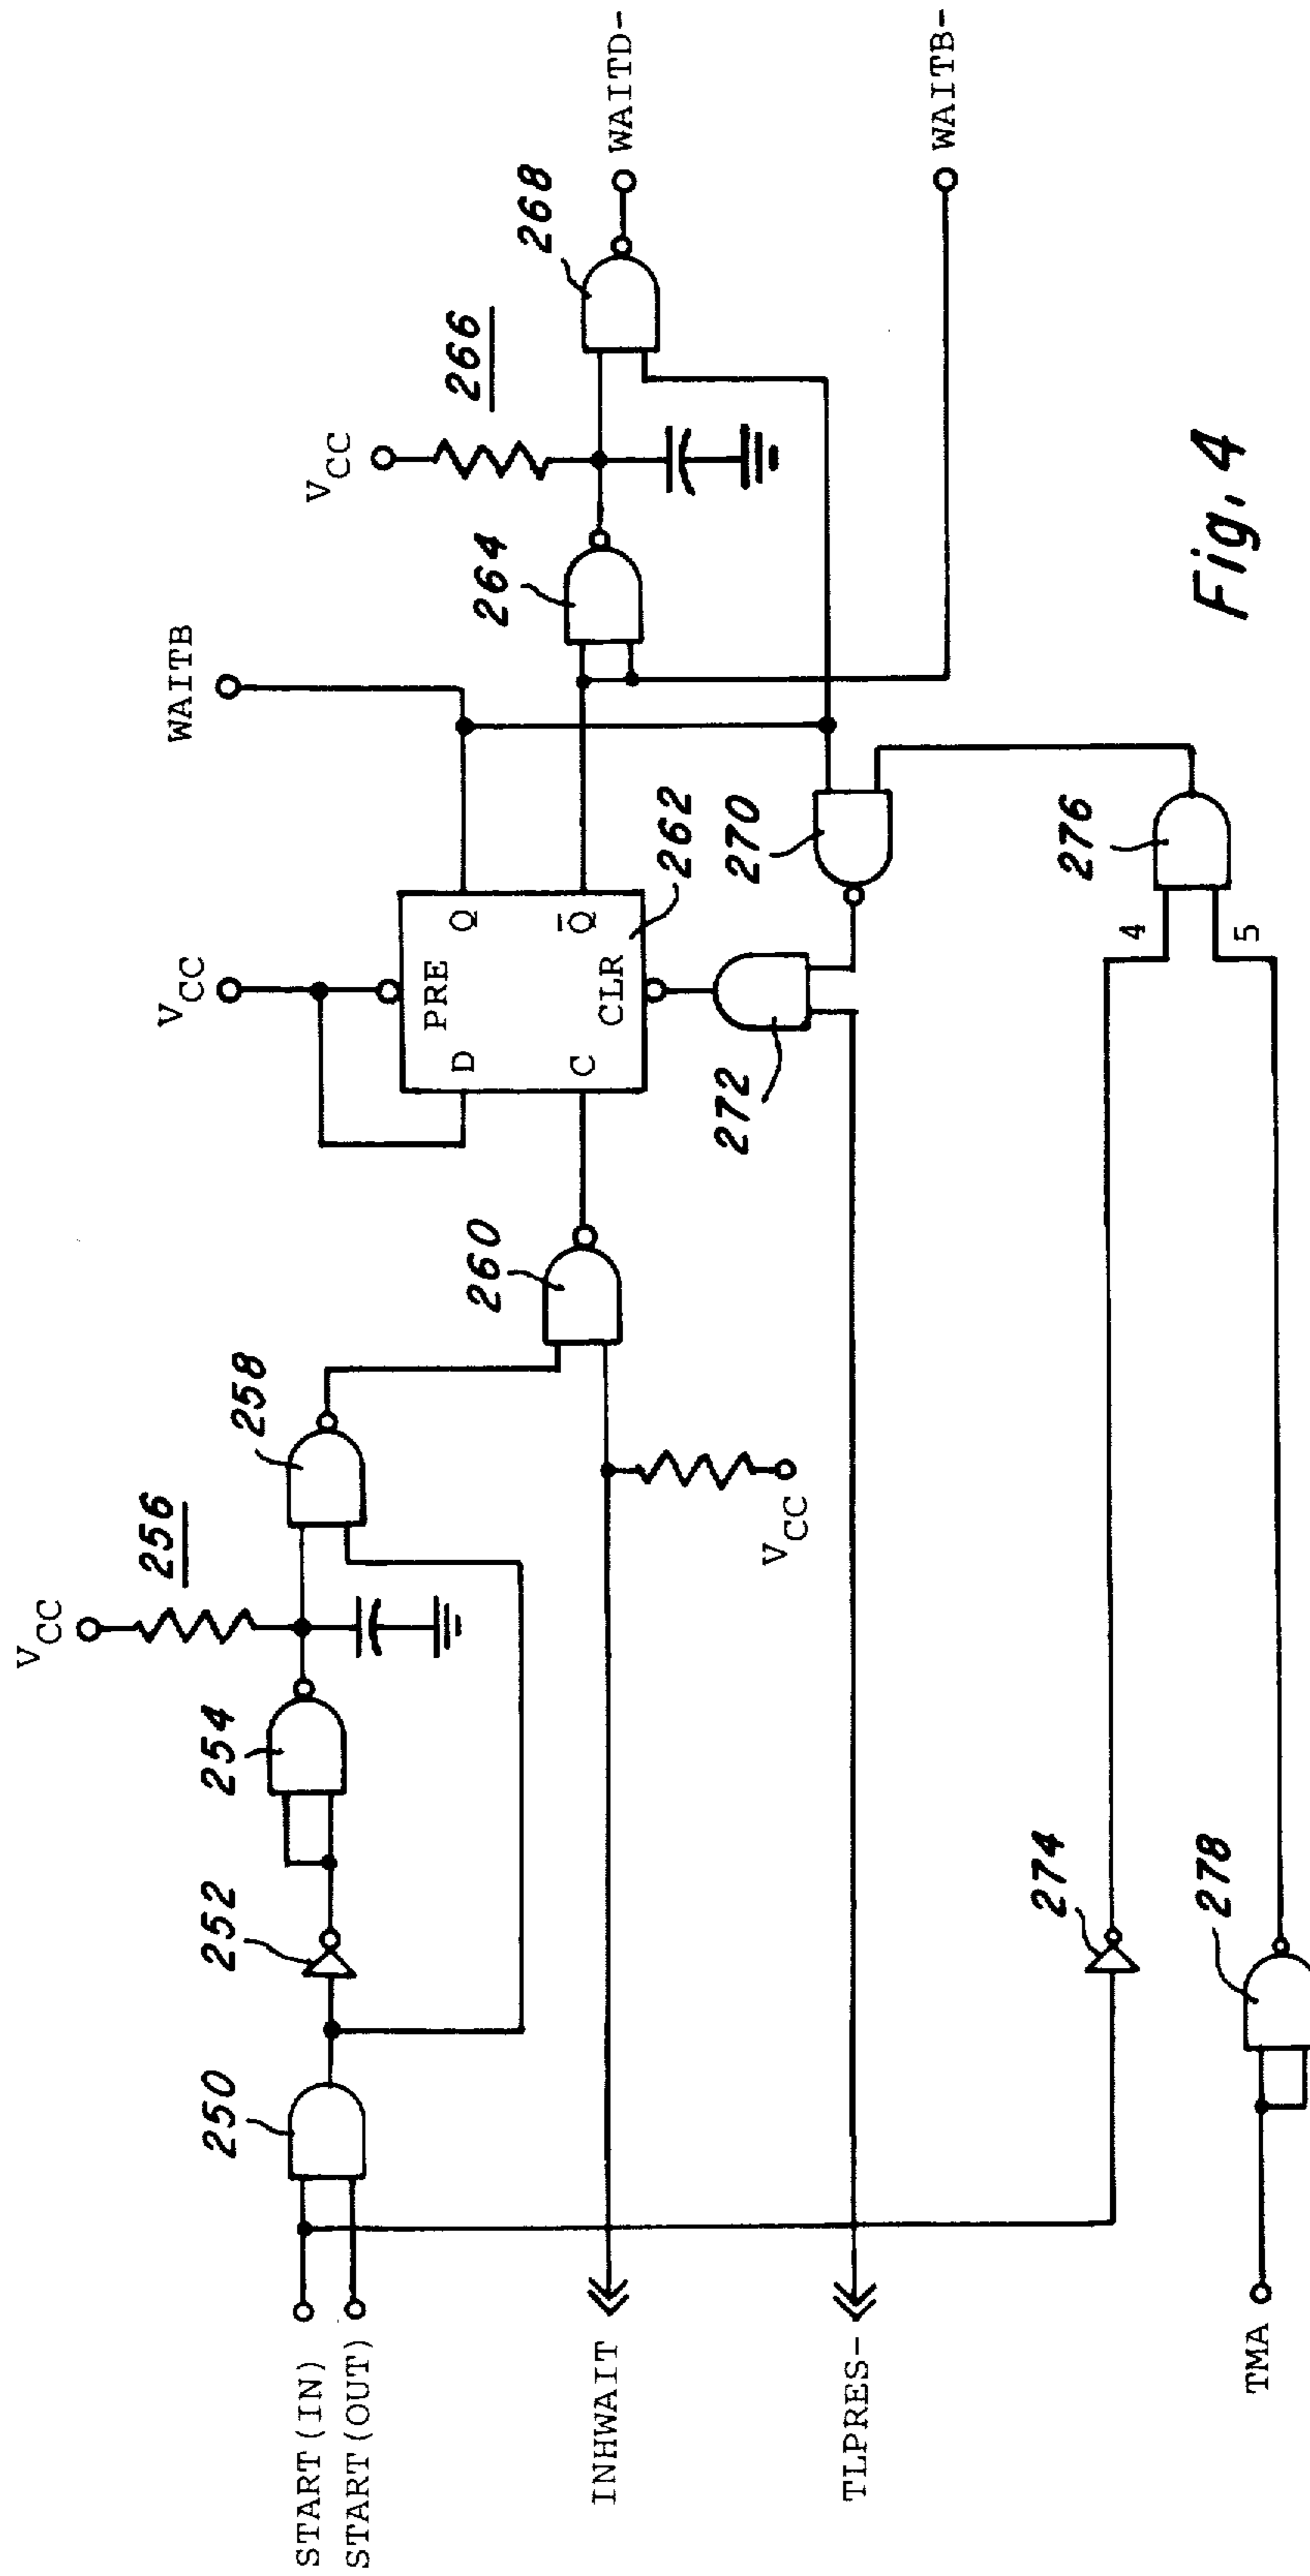 START(IN)
START(OUT)
INHWAIT
TLPRES-
TMA
250
252
254
VCC
256
258
VCC
260
VCC
PRE
D
Q
C
Q̅
CLR
262
WAITB
264
VCC
266
268
WAITD-
WAITB-
270
272
274
276
4
5
278
Fig. 4